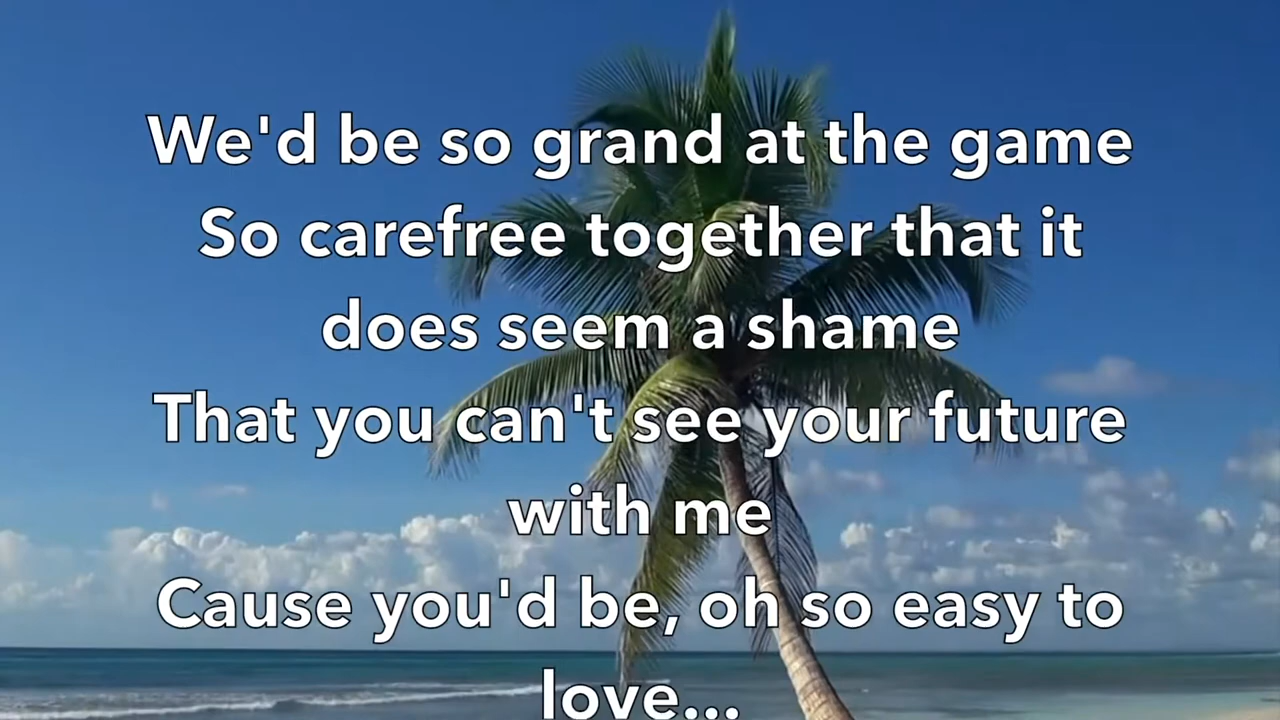 We'd be so grand at the game
So carefree together that it
does seem a shame
That you can't see your future
with me
Cause you'd be, oh so easy to
love...